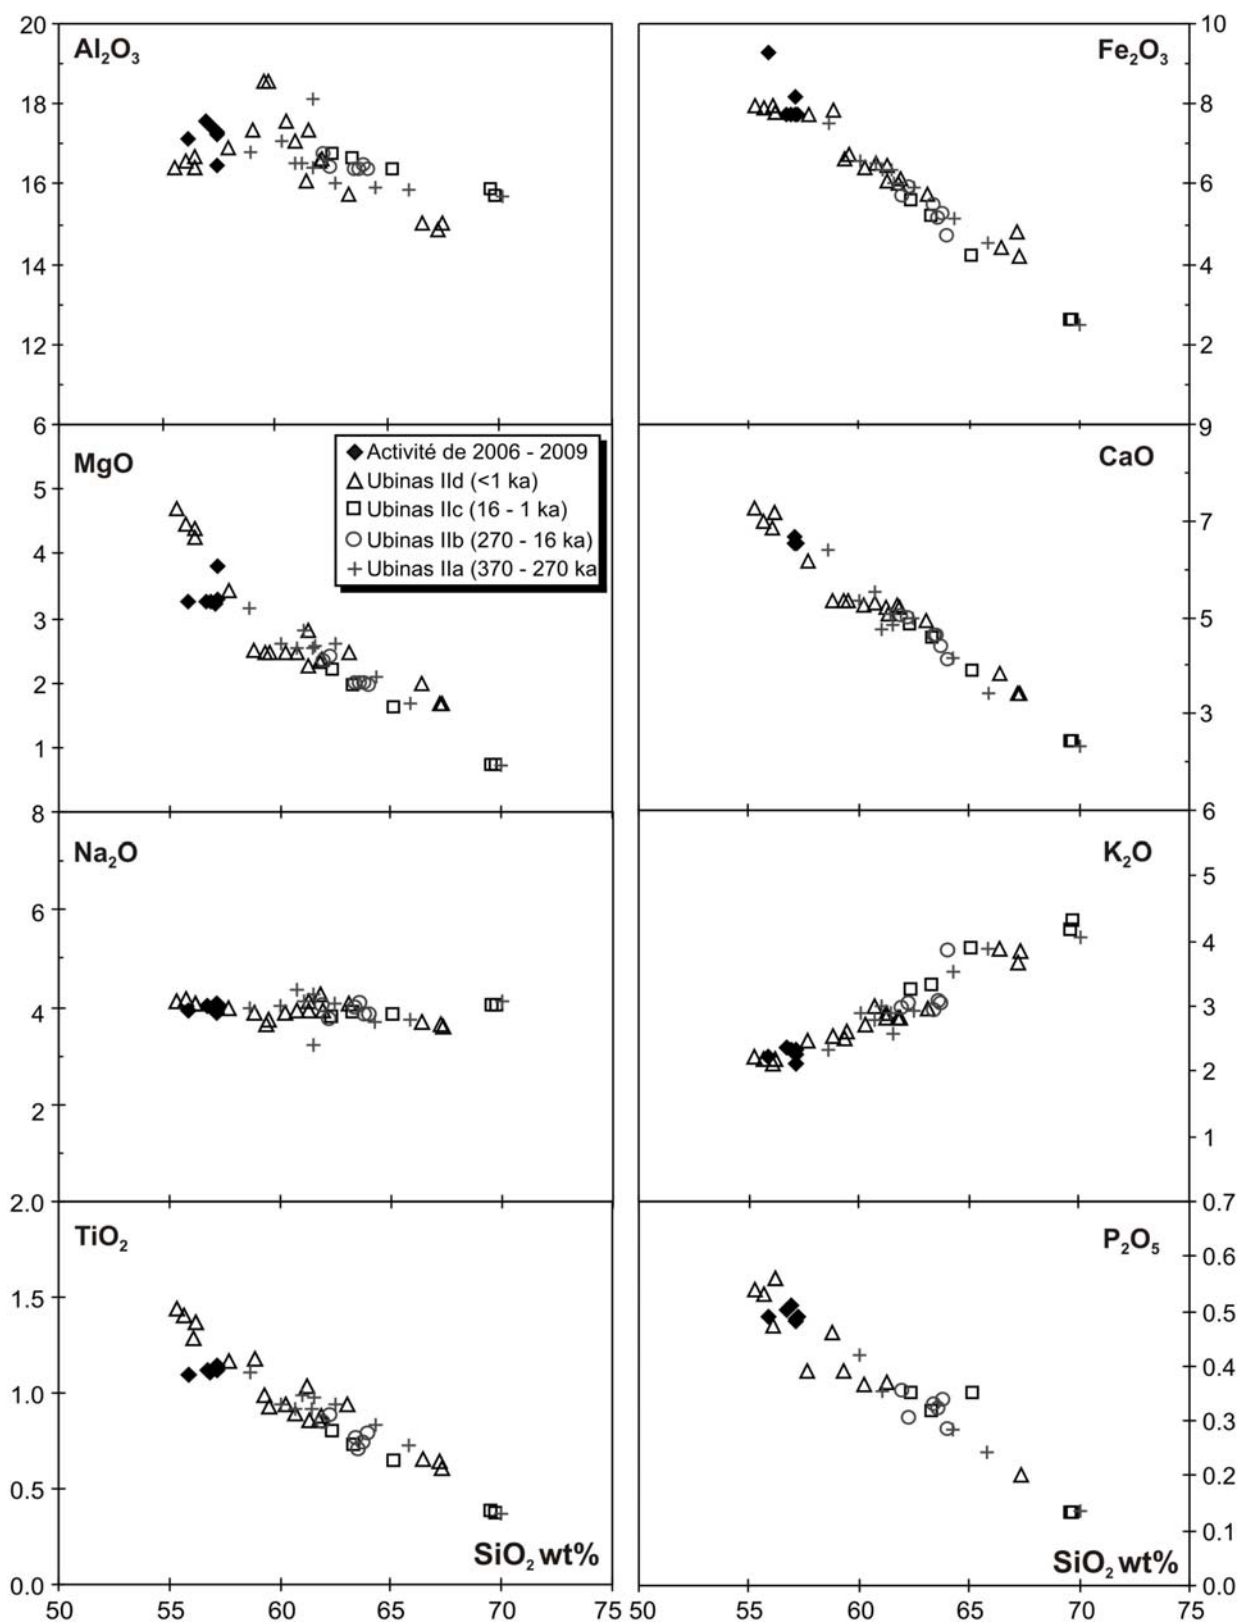 Al₂O₃
20
18
16
14
12
Fe₂O₃
10
8
6
4
2
MgO
6
5
4
3
2
1
◆ Activité de 2006 - 2009
△ Ubinas IId (<1 ka)
□ Ubinas IIc (16 - 1 ka)
○ Ubinas IIb (270 - 16 ka)
+ Ubinas IIa (370 - 270 ka
CaO
9
7
5
3
Na₂O
8
6
4
2
K₂O
6
5
4
3
2
1
TiO₂
2.0
1.5
1.0
0.5
0.0
SiO₂ wt%
50 55 60 65 70 75
P₂O₅
0.7
0.6
0.5
0.4
0.3
0.2
0.1
0.0
SiO₂ wt%
50 55 60 65 70 75